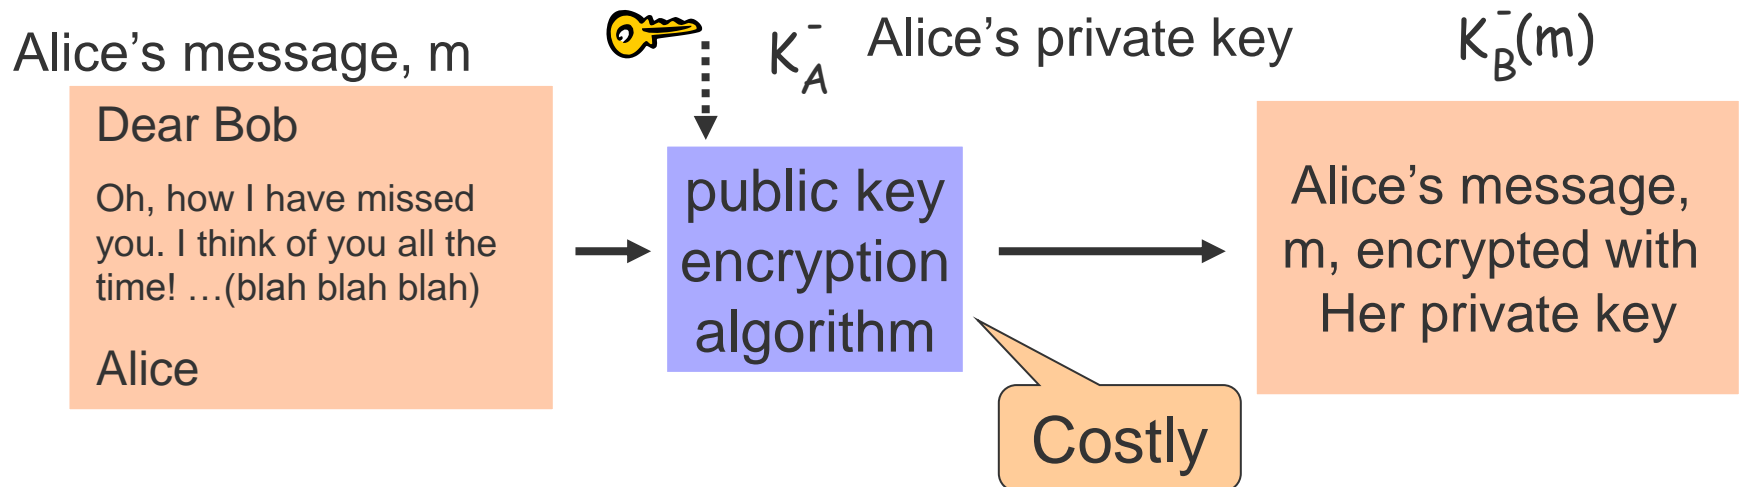 Alice’s message, m
K_A^-
Alice’s private key
K_B^-(m)
Dear Bob
Oh, how I have missed
you. I think of you all the
time! …(blah blah blah)
Alice
public key
encryption
algorithm
Alice’s message,
m, encrypted with
Her private key
Costly